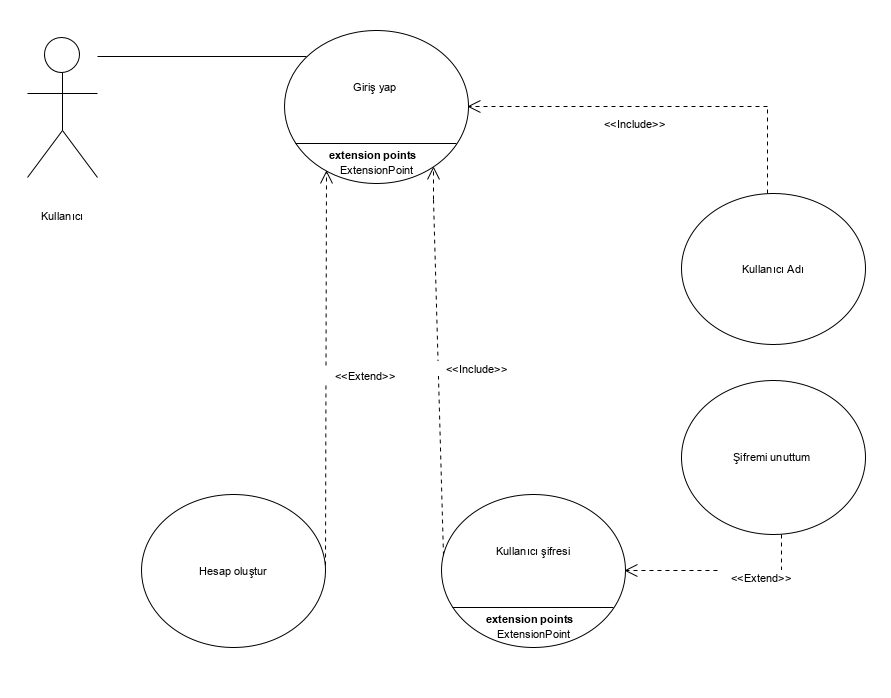 Giriş yap
extension points
ExtensionPoint
<<Include>>
Kullanıcı
Kullanıcı Adı
<<Extend>>
<<Include>>
Şifremi unuttum
Hesap oluştur
Kullanıcı şifresi
extension points
ExtensionPoint
<<Extend>>